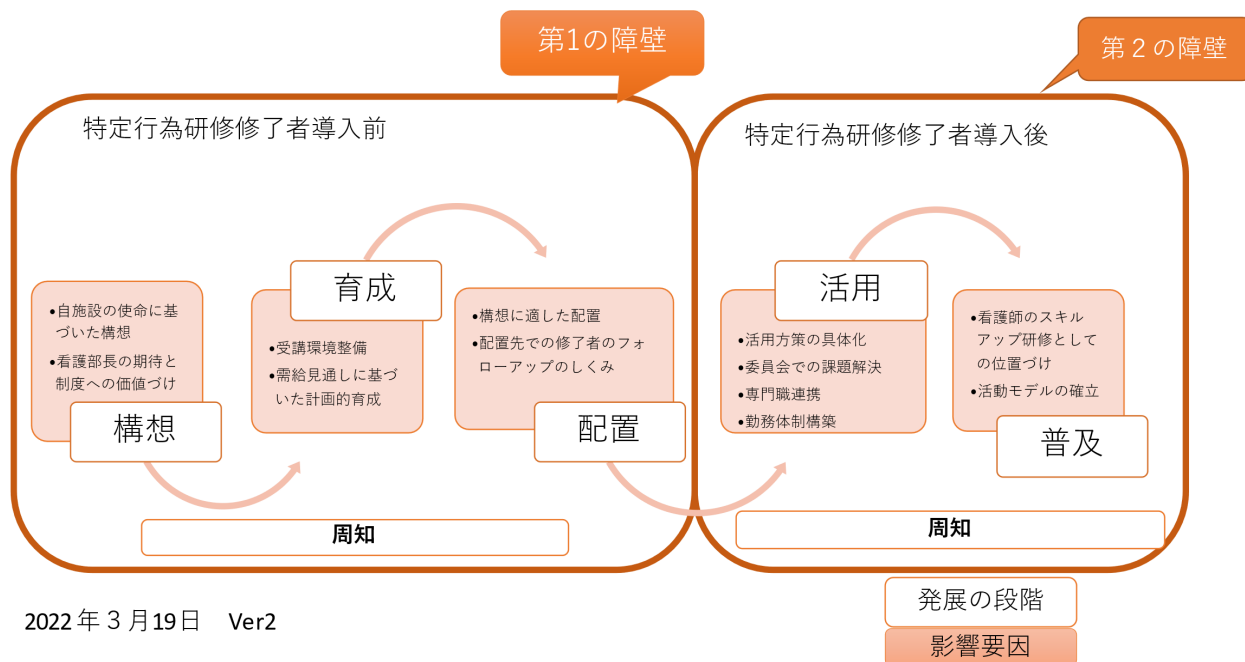 第1の障壁
第２の障壁
特定行為研修修了者導入前
特定行為研修修了者導入後
•自施設の使命に基
づいた構想
•看護部長の期待と
制度への価値づけ
構想
育成
•受講環境整備
•需給見通しに基づ
いた計画的育成
•構想に適した配置
•配置先での修了者のフォ
ローアップのしくみ
配置
活用
•活用方策の具体化
•委員会での課題解決
•専門職連携
•勤務体制構築
•看護師のスキル
アップ研修として
の位置づけ
•活動モデルの確立
普及
周知
周知
2022年３月19日　Ver2
発展の段階
影響要因